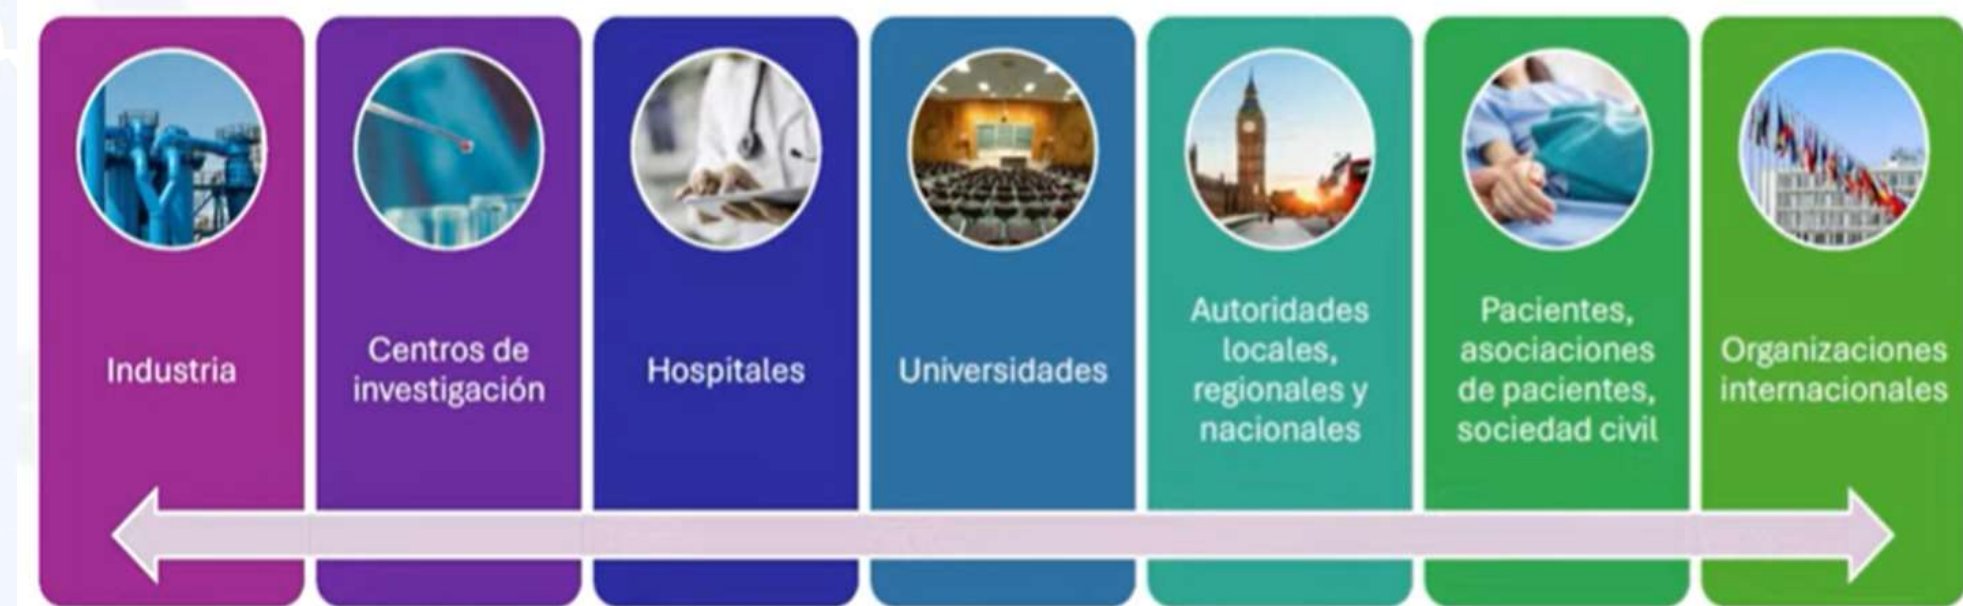 Industria
Centros de
investigación
Hospitales
Universidades
Autoridades
locales,
regionales y
nacionales
Pacientes,
asociaciones
de pacientes,
sociedad civil
Organizaciones
internacionales